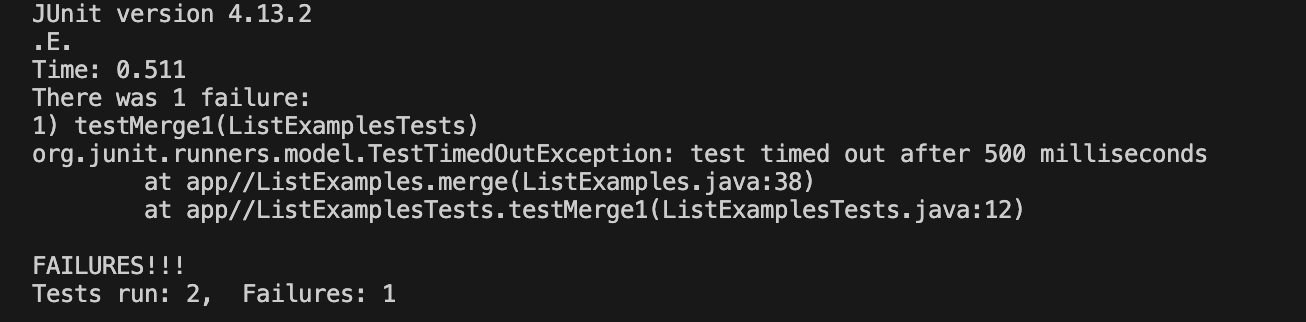 JUnit version 4.13.2
.E.
Time: 0.511
There was 1 failure:
1) testMerge1(ListExamplesTests)
org.junit.runners.model.TestTimedOutException: test timed out after 500 milliseconds
        at app//ListExamples.merge(ListExamples.java:38)
        at app//ListExamplesTests.testMerge1(ListExamplesTests.java:12)
FAILURES!!!
Tests run: 2,  Failures: 1